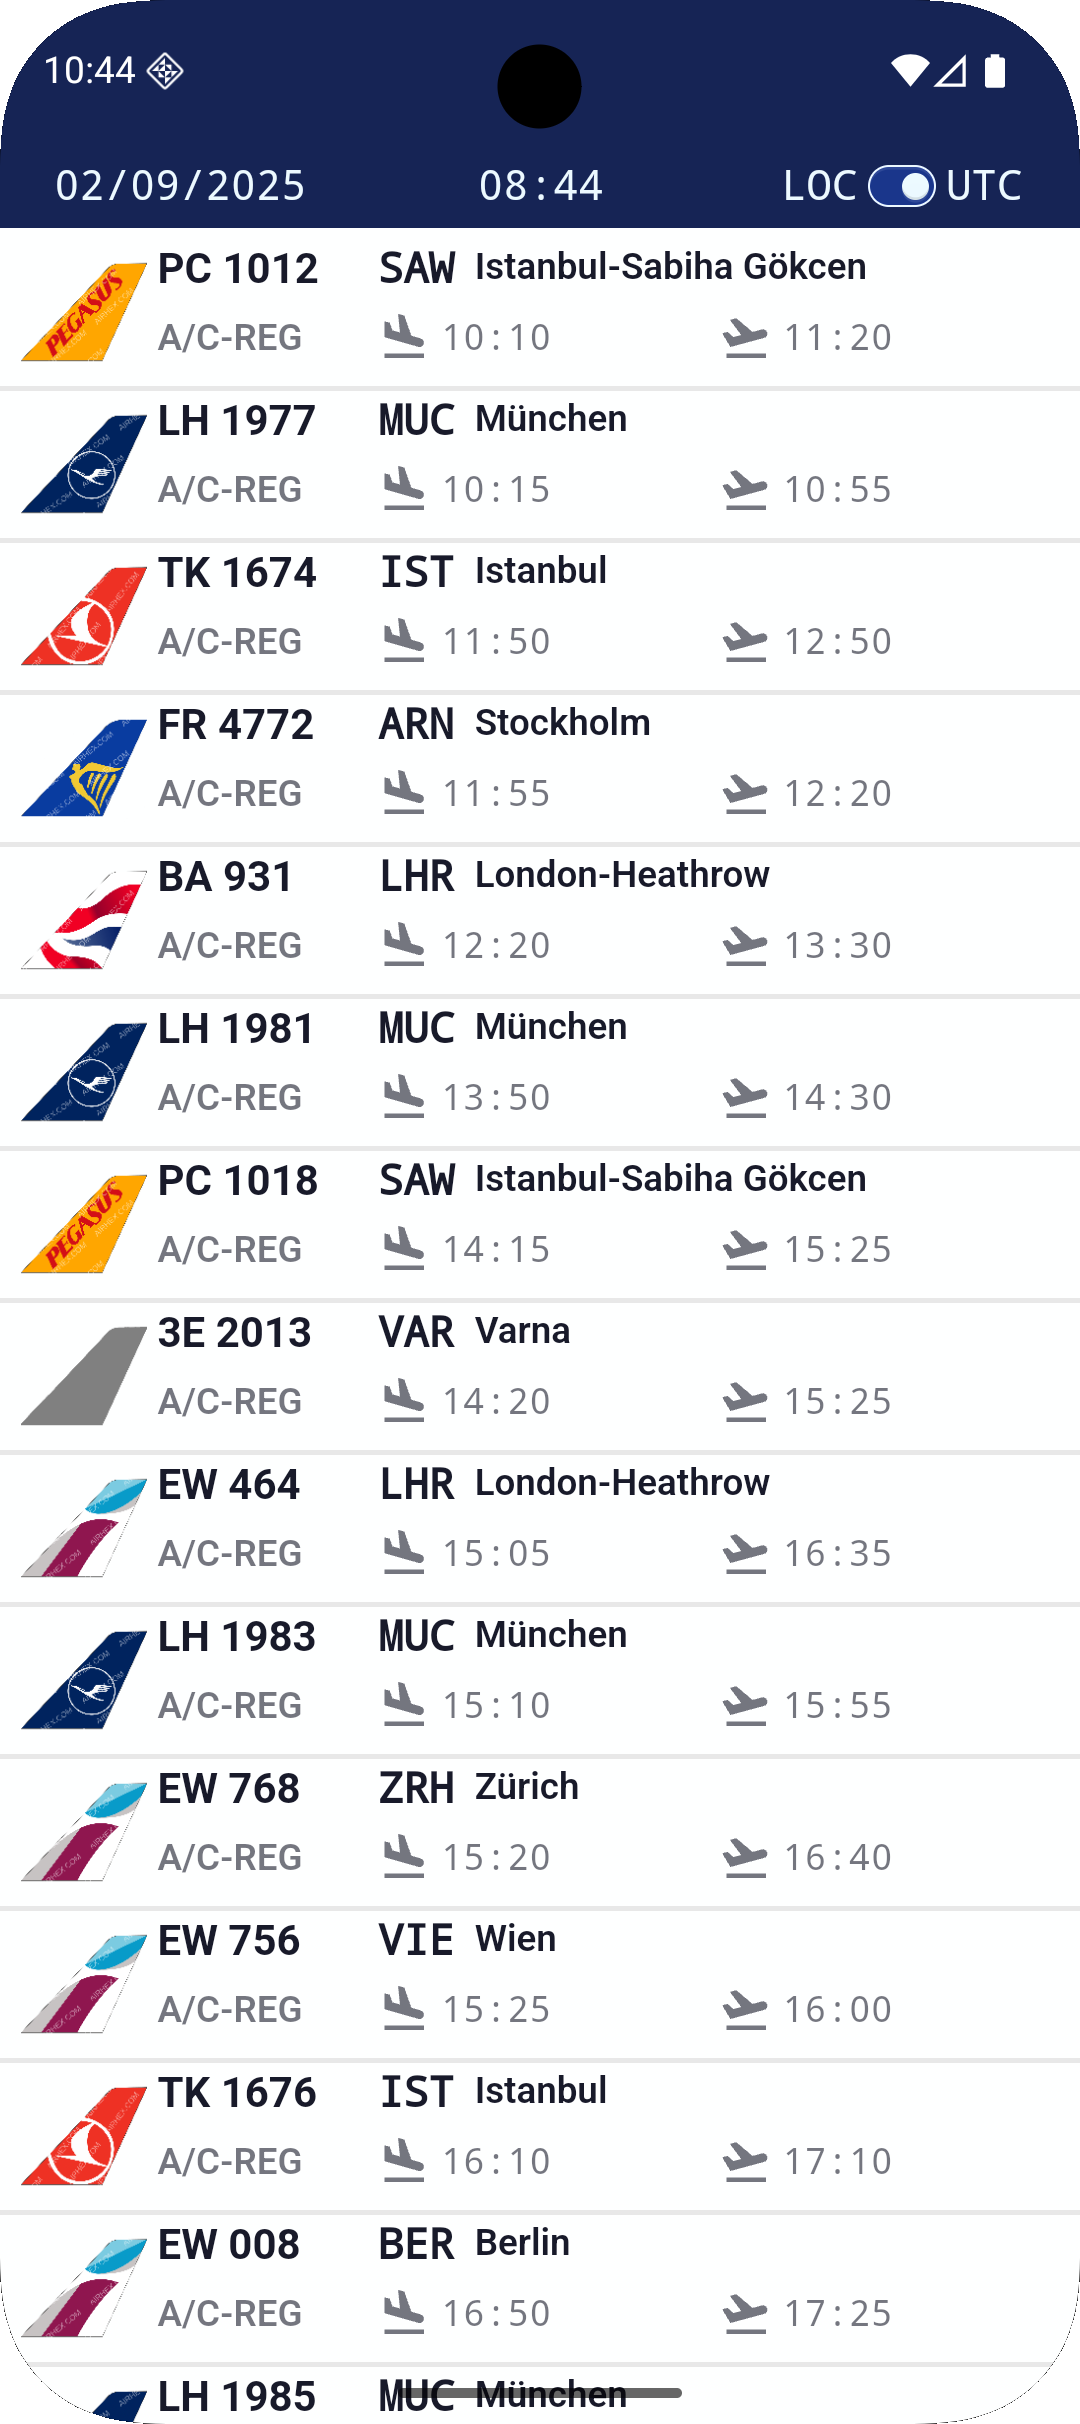 10:44
02/09/2025 08:44 LOC UTC
PC 1012 SAW Istanbul-Sabiha Gökcen
PEGASUS
A/C-REG 10:10 11:20
LH 1977 MUC München
A/C-REG 10:15 10:55
TK 1674 IST Istanbul
A/C-REG 11:50 12:50
FR 4772 ARN Stockholm
A/C-REG 11:55 12:20
BA 931 LHR London-Heathrow
A/C-REG 12:20 13:30
LH 1981 MUC München
A/C-REG 13:50 14:30
PC 1018 SAW Istanbul-Sabiha Gökcen
PEGASUS
A/C-REG 14:15 15:25
3E 2013 VAR Varna
A/C-REG 14:20 15:25
EW 464 LHR London-Heathrow
A/C-REG 15:05 16:35
LH 1983 MUC München
A/C-REG 15:10 15:55
EW 768 ZRH Zürich
A/C-REG 15:20 16:40
EW 756 VIE Wien
A/C-REG 15:25 16:00
TK 1676 IST Istanbul
A/C-REG 16:10 17:10
EW 008 BER Berlin
A/C-REG 16:50 17:25
LH 1985 MUC München